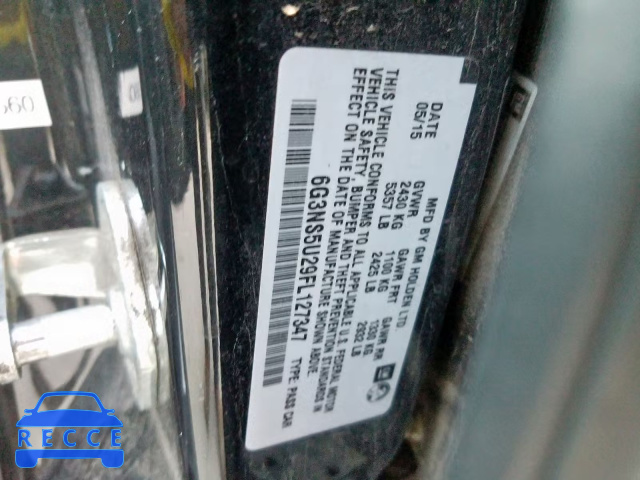 MFD BY GM HOLDEN LTD
DATE GVWR GAWR FRT GAWR RR
05/15 2430 KG 1100 KG 1330 KG
5357 LB 2425 LB 2932 LB
THIS VEHICLE CONFORMS TO ALL APPLICABLE U.S. FEDERAL MOTOR
VEHICLE SAFETY, BUMPER AND THEFT PREVENTION STANDARDS IN
EFFECT ON THE DATE OF MANUFACTURE SHOWN ABOVE.
6G3NS5U29FL127347 TYPE: PASS CAR
GM
560
RECCE